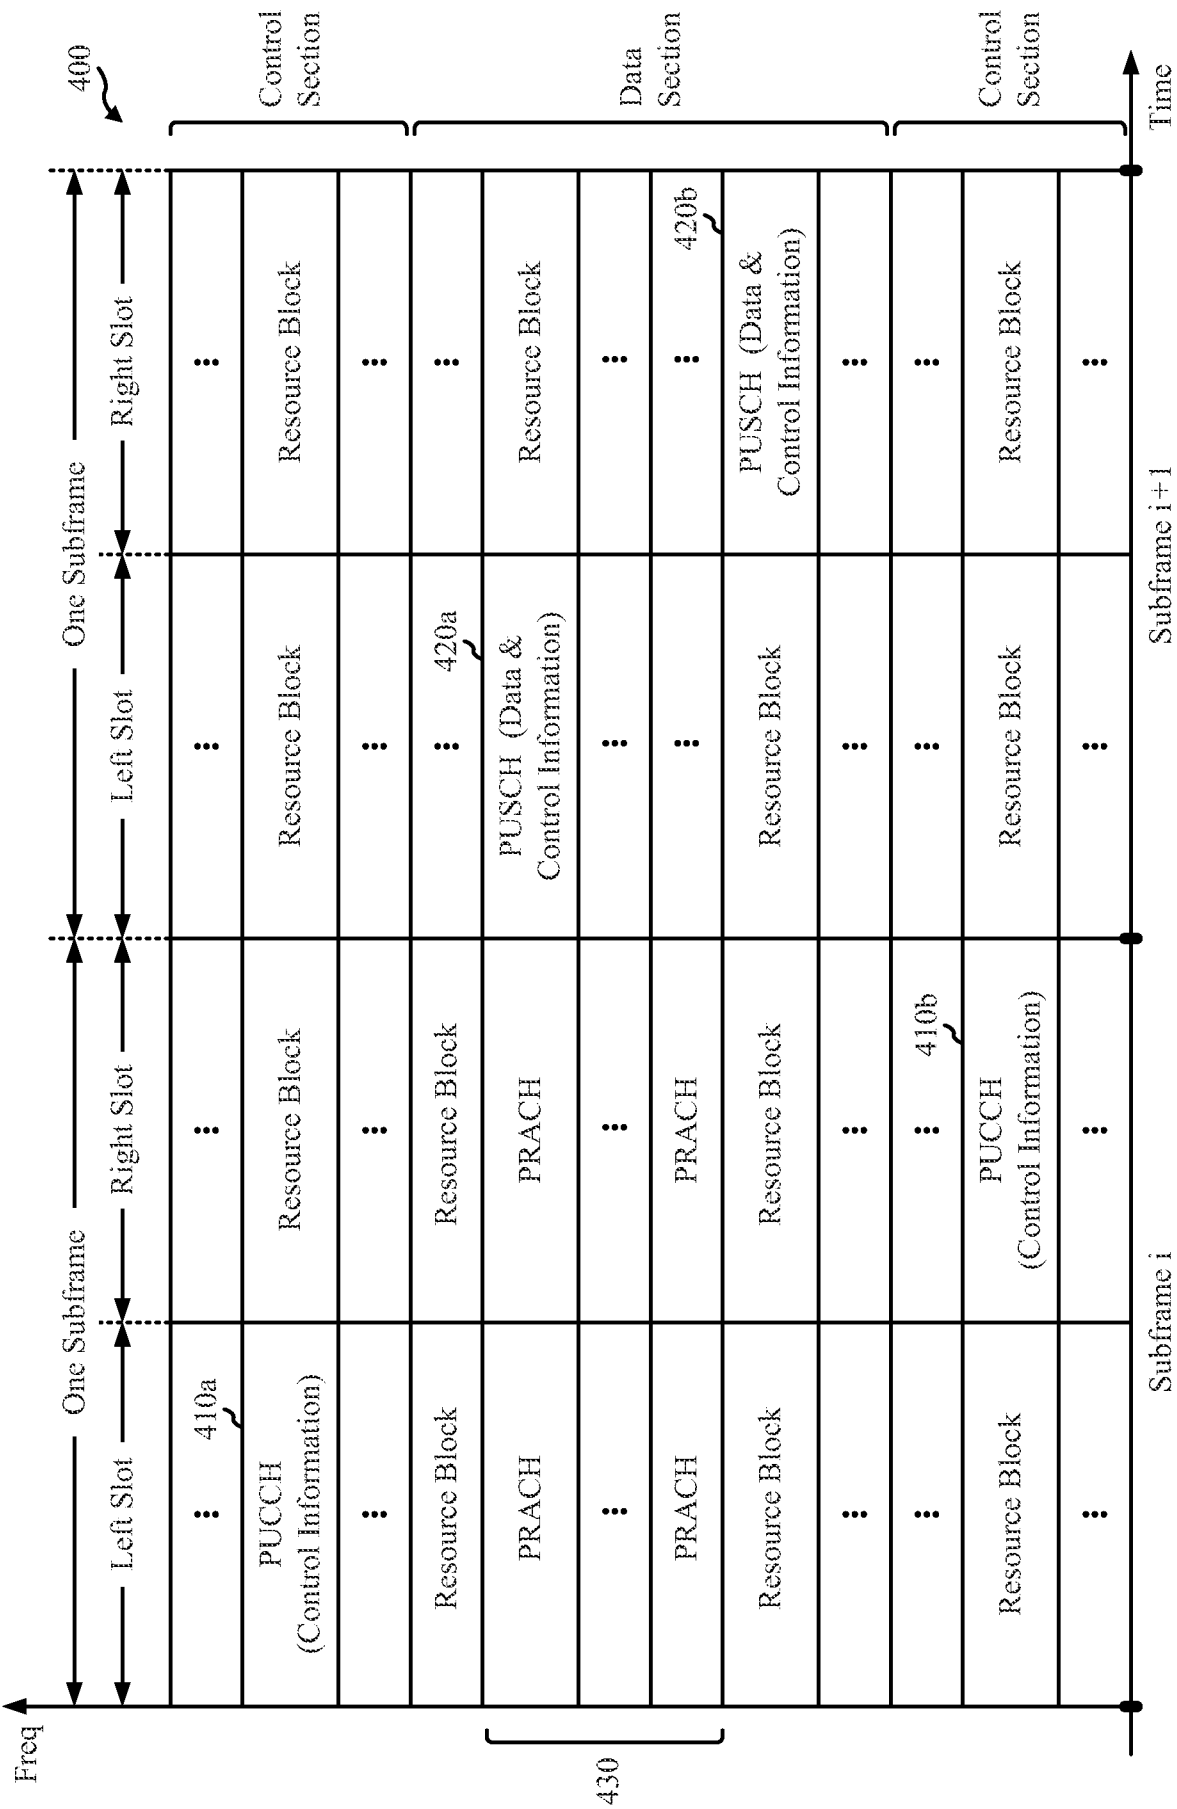 400
One Subframe
One Subframe
Left Slot
Right Slot
Left Slot
Right Slot
Freq
•••
410a
•••
•••
•••
PUCCH
(Control Information)
Resource Block
Resource Block
Resource Block
Control
Section
•••
•••
•••
•••
Resource Block
Resource Block
•••
420a
•••
430
PRACH
PRACH
PUSCH (Data &
Control Information)
Resource Block
•••
•••
•••
•••
Data
Section
PRACH
PRACH
•••
•••
420b
Resource Block
Resource Block
Resource Block
PUSCH (Data &
Control Information)
•••
•••
•••
•••
•••
•••
410b
•••
•••
Resource Block
PUCCH
(Control Information)
Resource Block
Resource Block
Control
Section
•••
•••
•••
•••
Subframe i
Subframe i+1
Time